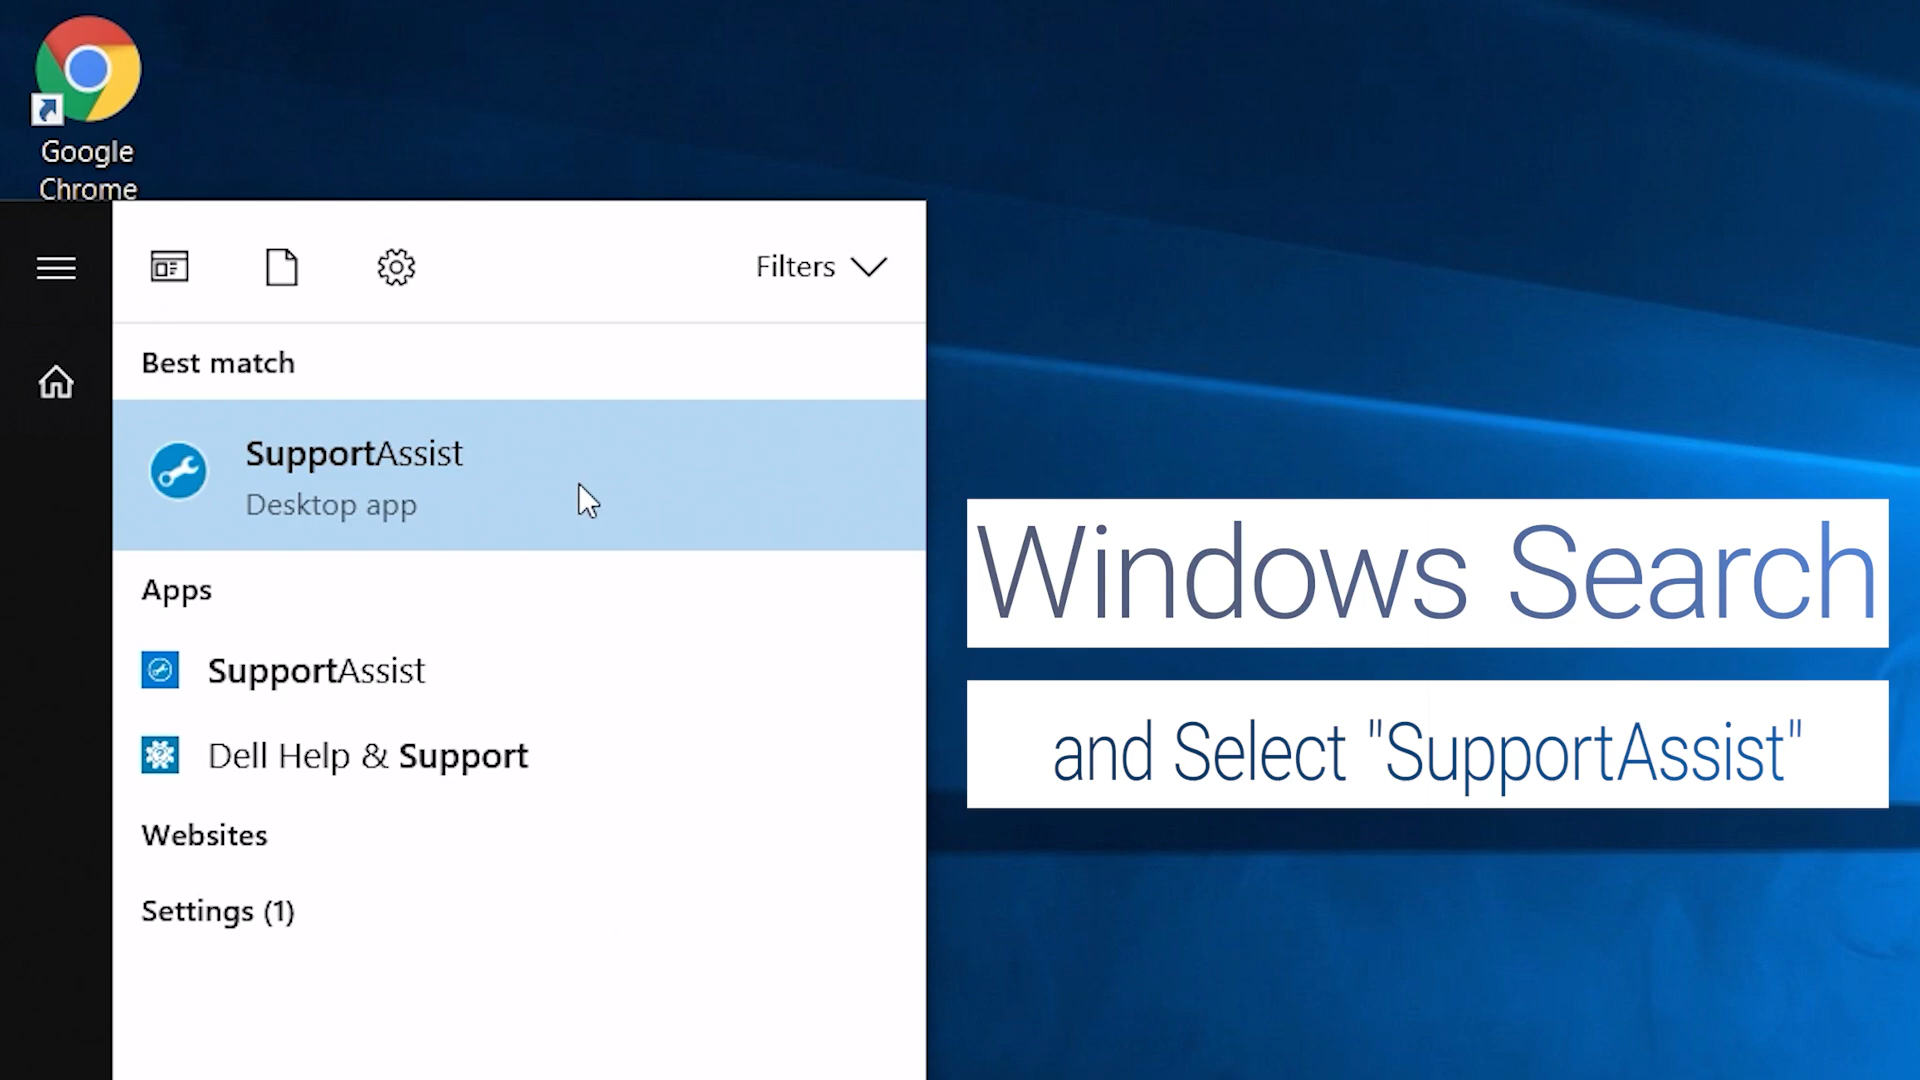 Google
Chrome
Filters
Best match
SupportAssist
Desktop app
Apps
SupportAssist
Dell Help & Support
Websites
Settings (1)
Windows Search
and Select "SupportAssist"